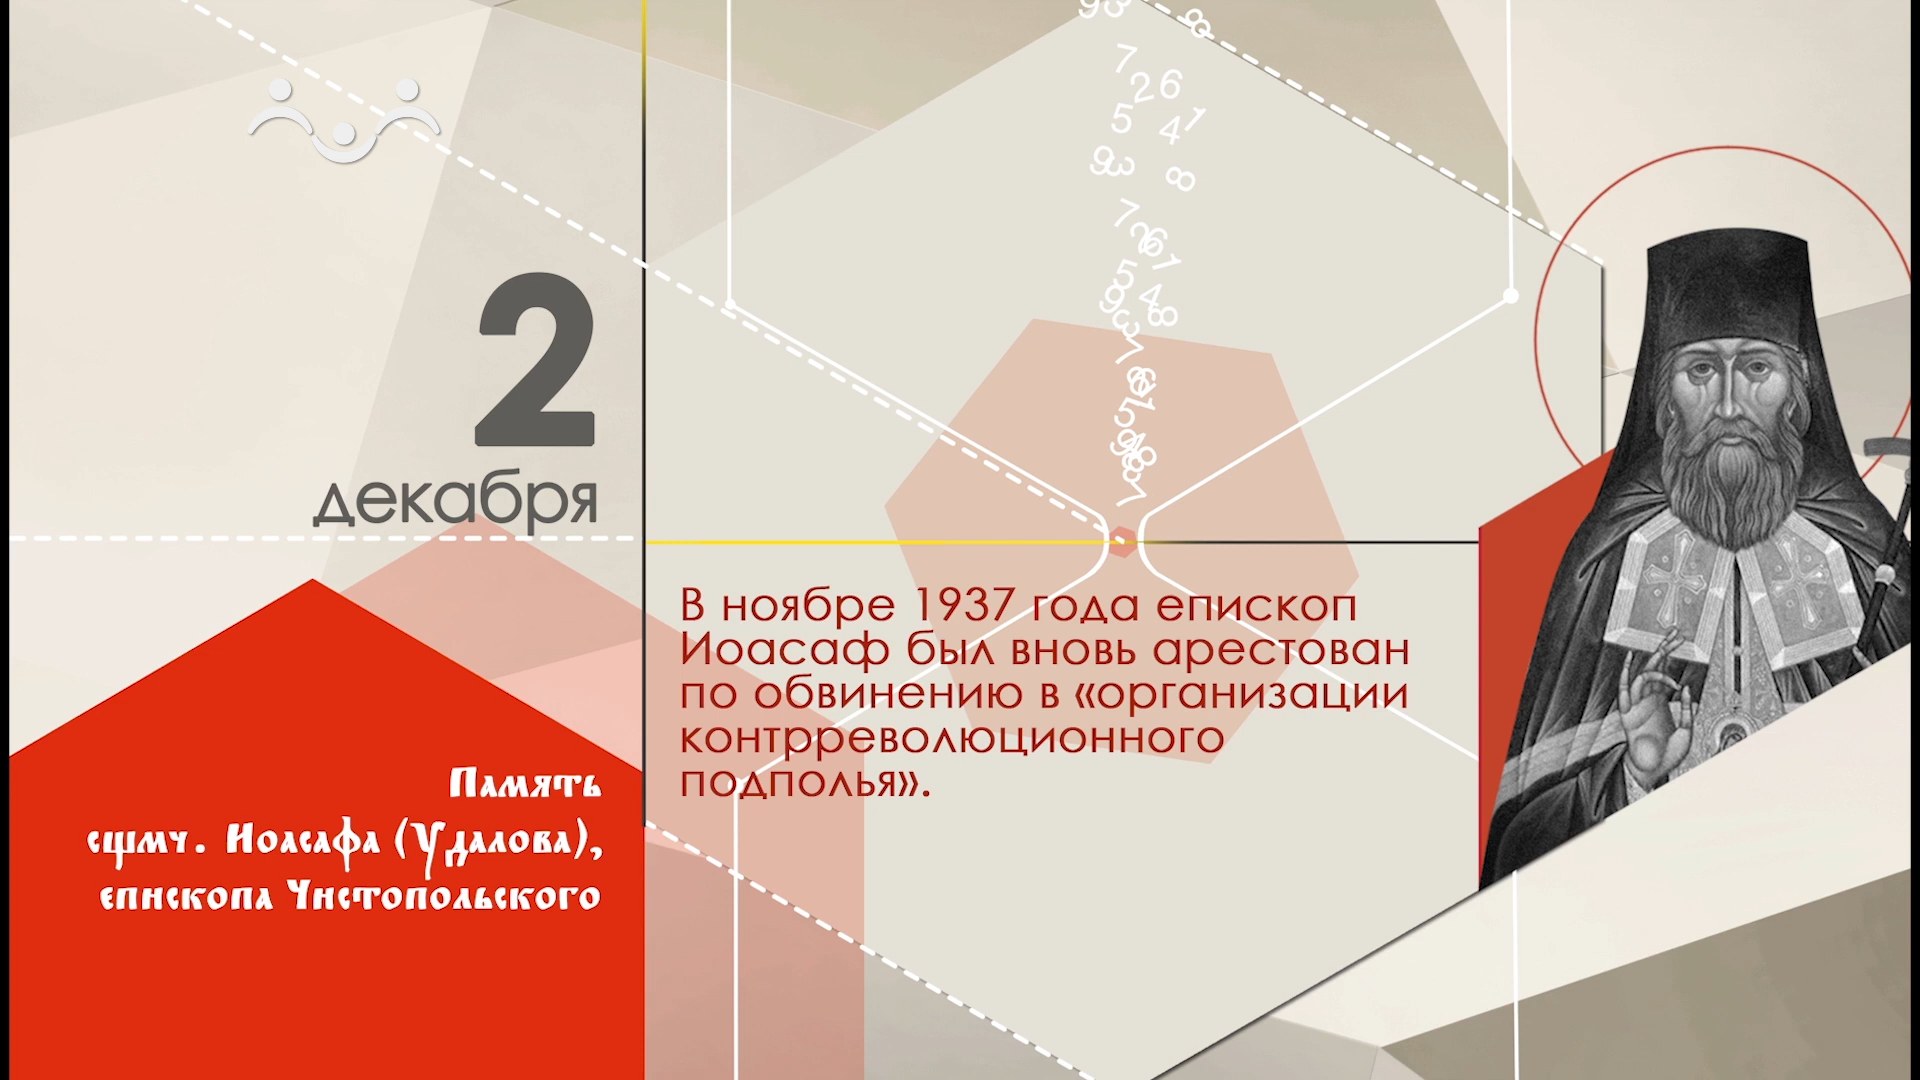 2
декабря
В ноябре 1937 года епископ
Иоасаф был вновь арестован
по обвинению в «организации
контрреволюционного
подполья».
Память
сщмч. Иоасафа (Удалова),
епископа Чистопольского